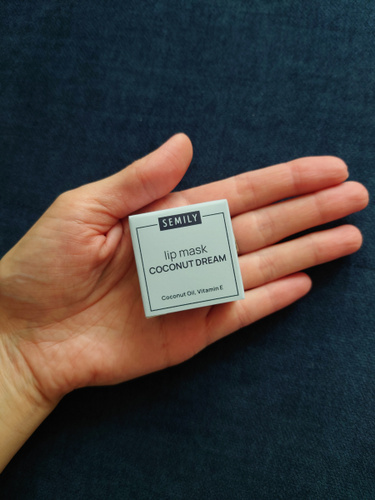 SEMILY
lip mask
COCONUT DREAM
Coconut Oil, Vitamin E